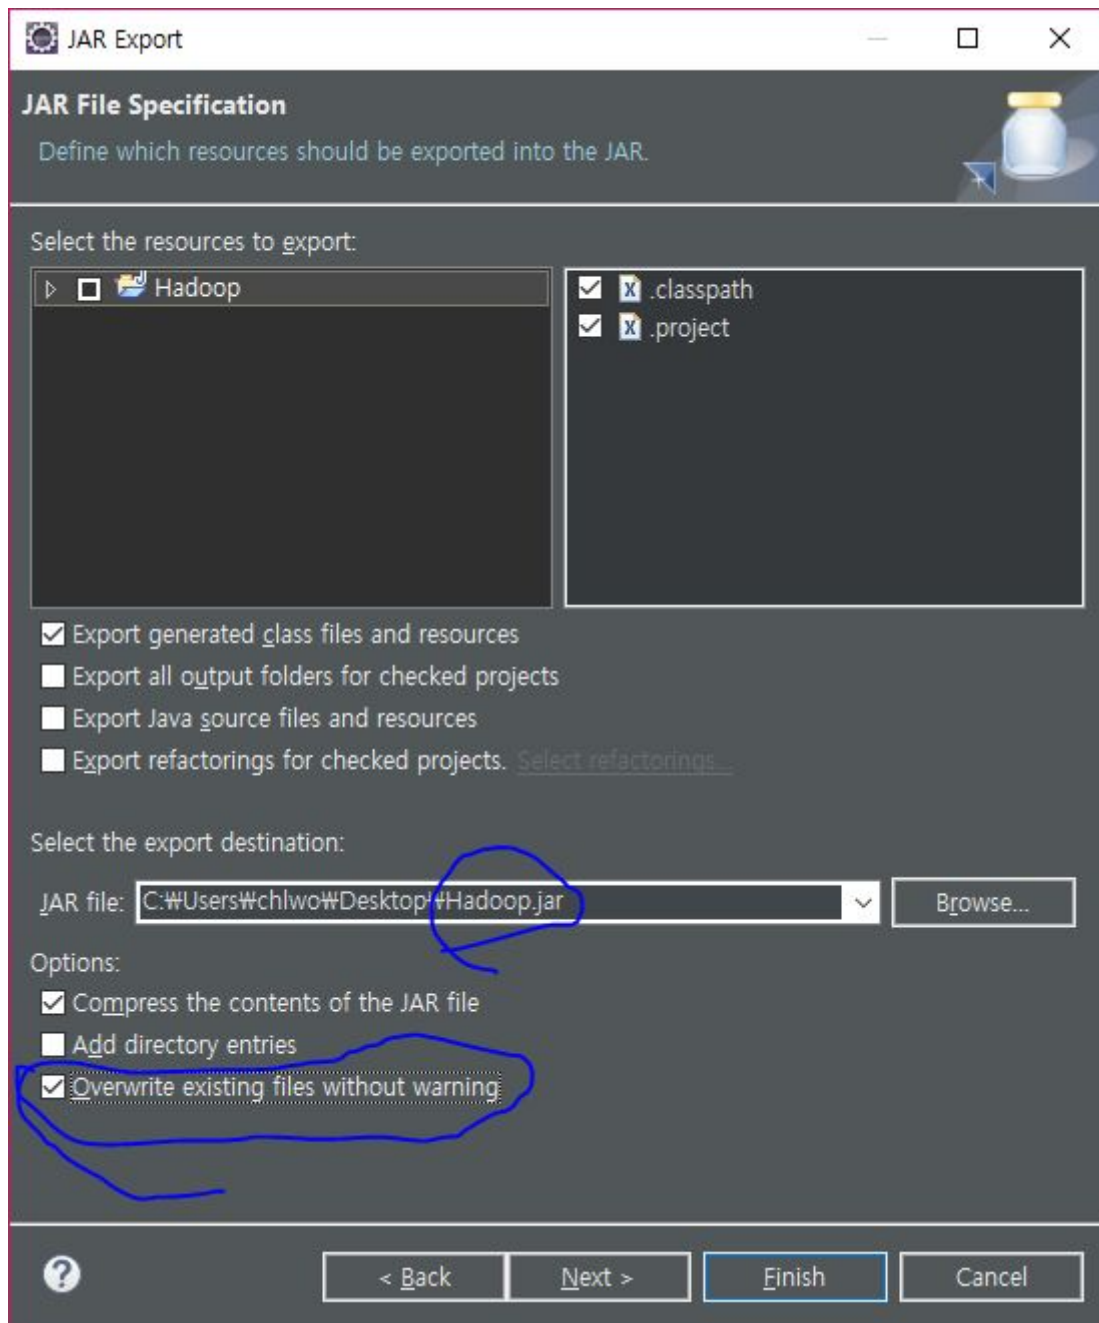 JAR Export
JAR File Specification
Define which resources should be exported into the JAR.
Select the resources to export:
Hadoop
.classpath
.project
Export generated class files and resources
Export all output folders for checked projects
Export Java source files and resources
Export refactorings for checked projects. Select refactorings...
Select the export destination:
JAR file: C:₩Users₩chlwo₩Desktop₩Hadoop.jar Browse...
Options:
Compress the contents of the JAR file
Add directory entries
Overwrite existing files without warning
? < Back Next > Finish Cancel